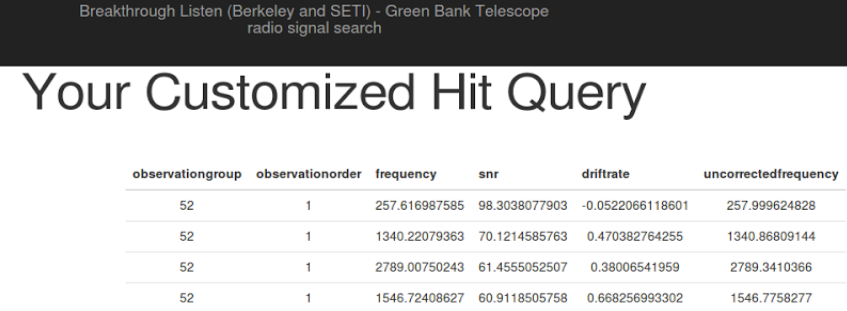 Breakthrough Listen (Berkeley and SETI) - Green Bank Telescope
radio signal search
Your Customized Hit Query
observationgroup observationorder frequency snr driftrate uncorrectedfrequency
52 1 257.616987585 98.3038077903 -0.0522066118601 257.999624828
52 1 1340.22079363 70.1214585763 0.470382764255 1340.86809144
52 1 2789.00750243 61.4555052507 0.38006541959 2789.3410366
52 1 1546.72408627 60.9118505758 0.668256993302 1546.7758277